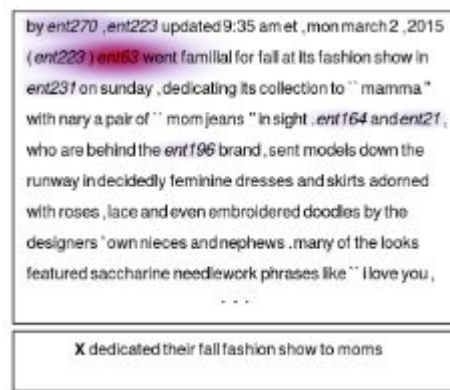 by ent270 , ent223 updated 9:35 am et , mon march 2 , 2015
( ent223 ) ent63 went familial for fall at its fashion show in
ent231 on sunday , dedicating its collection to `` mamma "
with nary a pair of `` mom jeans " in sight . ent164 and ent21 ,
who are behind the ent196 brand , sent models down the
runway in decidedly feminine dresses and skirts adorned
with roses , lace and even embroidered doodles by the
designers ' own nieces and nephews . many of the looks
featured saccharine needlework phrases like `` i love you ,
. . .
X dedicated their fall fashion show to moms